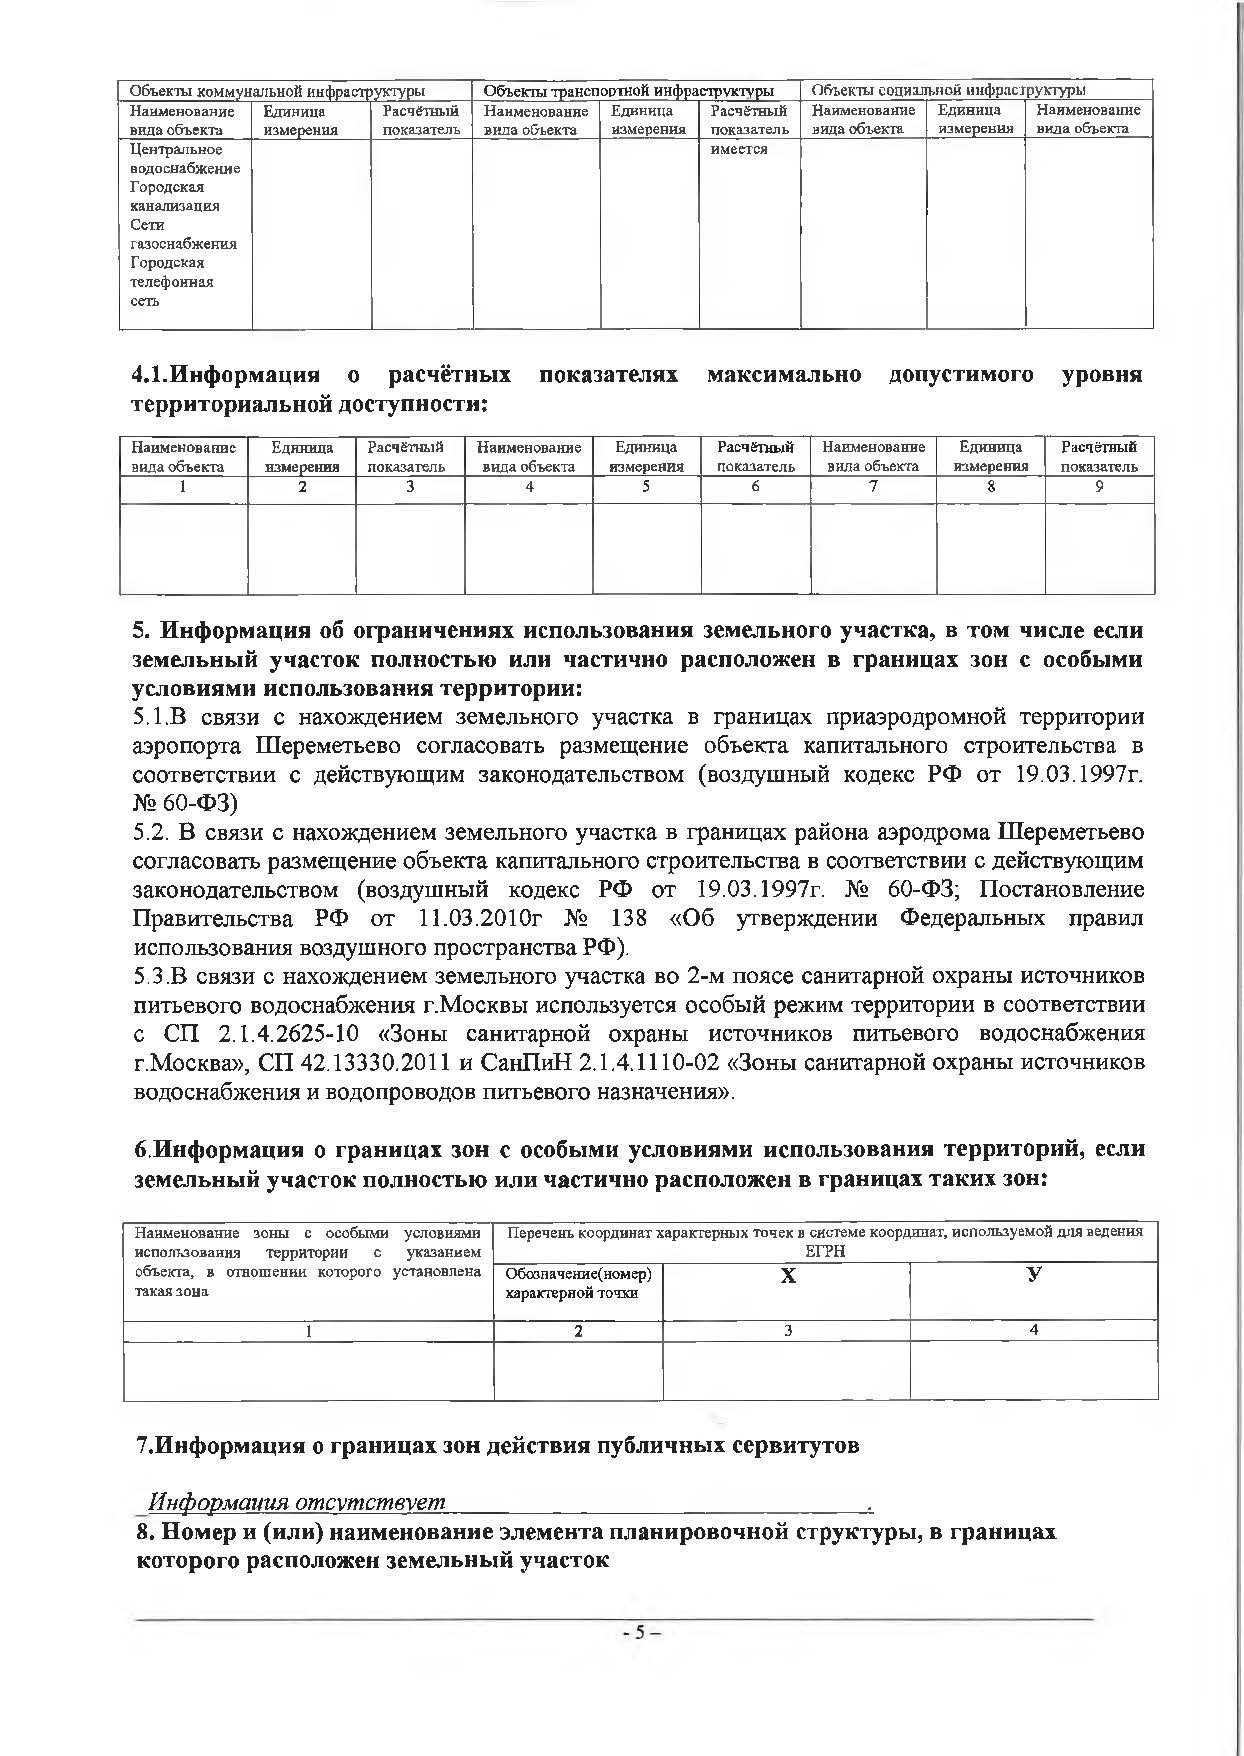 Объекты коммунальной инфраструктуры Объекты транспортной инфраструктуры Объекты социальной инфраструктуры
Наименование Единица Расчётный Наименование Единица Расчётный Наименование Единица Наименование
вида объекта измерения показатель вида объекта измерения показатель вида объекта измерения вида объекта
Центральное имеется
водоснабжение
Городская
канализация
Сети
газоснабжения
Городская
телефонная
сеть
4.1.Информация о расчётных показателях максимально допустимого уровня
территориальной доступности:
Наименование Единица Расчётный Наименование Единица Расчётный Наименование Единица Расчётный
вида объекта измерения показатель вида объекта измерения показатель вида объекта измерения показатель
1 2 3 4 5 6 7 8 9
5. Информация об ограничениях использования земельного участка, в том числе если
земельный участок полностью или частично расположен в границах зон с особыми
условиями использования территории:
5.1.В связи с нахождением земельного участка в границах приаэродромной территории
аэропорта Шереметьево согласовать размещение объекта капитального строительства в
соответствии с действующим законодательством (воздушный кодекс РФ от 19.03.1997г.
№ 60-ФЗ)
5.2. В связи с нахождением земельного участка в границах района аэродрома Шереметьево
согласовать размещение объекта капитального строительства в соответствии с действующим
законодательством (воздушный кодекс РФ от 19.03.1997г. № 60-ФЗ; Постановление
Правительства РФ от 11.03.2010г № 138 «Об утверждении Федеральных правил
использования воздушного пространства РФ).
5.3.В связи с нахождением земельного участка во 2-м поясе санитарной охраны источников
питьевого водоснабжения г.Москвы используется особый режим территории в соответствии
с СП 2.1.4.2625-10 «Зоны санитарной охраны источников питьевого водоснабжения
г.Москва», СП 42.13330.2011 и СанПиН 2.1.4.1110-02 «Зоны санитарной охраны источников
водоснабжения и водопроводов питьевого назначения».
6.Информация о границах зон с особыми условиями использования территорий, если
земельный участок полностью или частично расположен в границах таких зон:
Наименование зоны с особыми условиями Перечень координат характерных точек в системе координат, используемой для ведения
использования территории с указанием ЕГРН
объекта, в отношении которого установлена Обозначение(номер) X У
такая зона характерной точки
1 2 3 4
7.Информация о границах зон действия публичных сервитутов
Информация отсутствует .
8. Номер и (или) наименование элемента планировочной структуры, в границах
которого расположен земельный участок
- 5 –